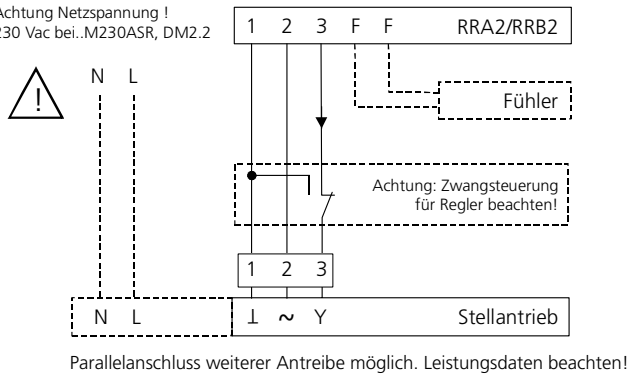 Achtung Netzspannung !
230 Vac bei..M230ASR, DM2.2
1 2 3 F F RRA2/RRB2
N L
!
Fühler
Achtung: Zwangsteuerung
für Regler beachten!
1 2 3
N L ⊥ ~ Y Stellantrieb
Parallelanschluss weiterer Antreibe möglich. Leistungsdaten beachten!